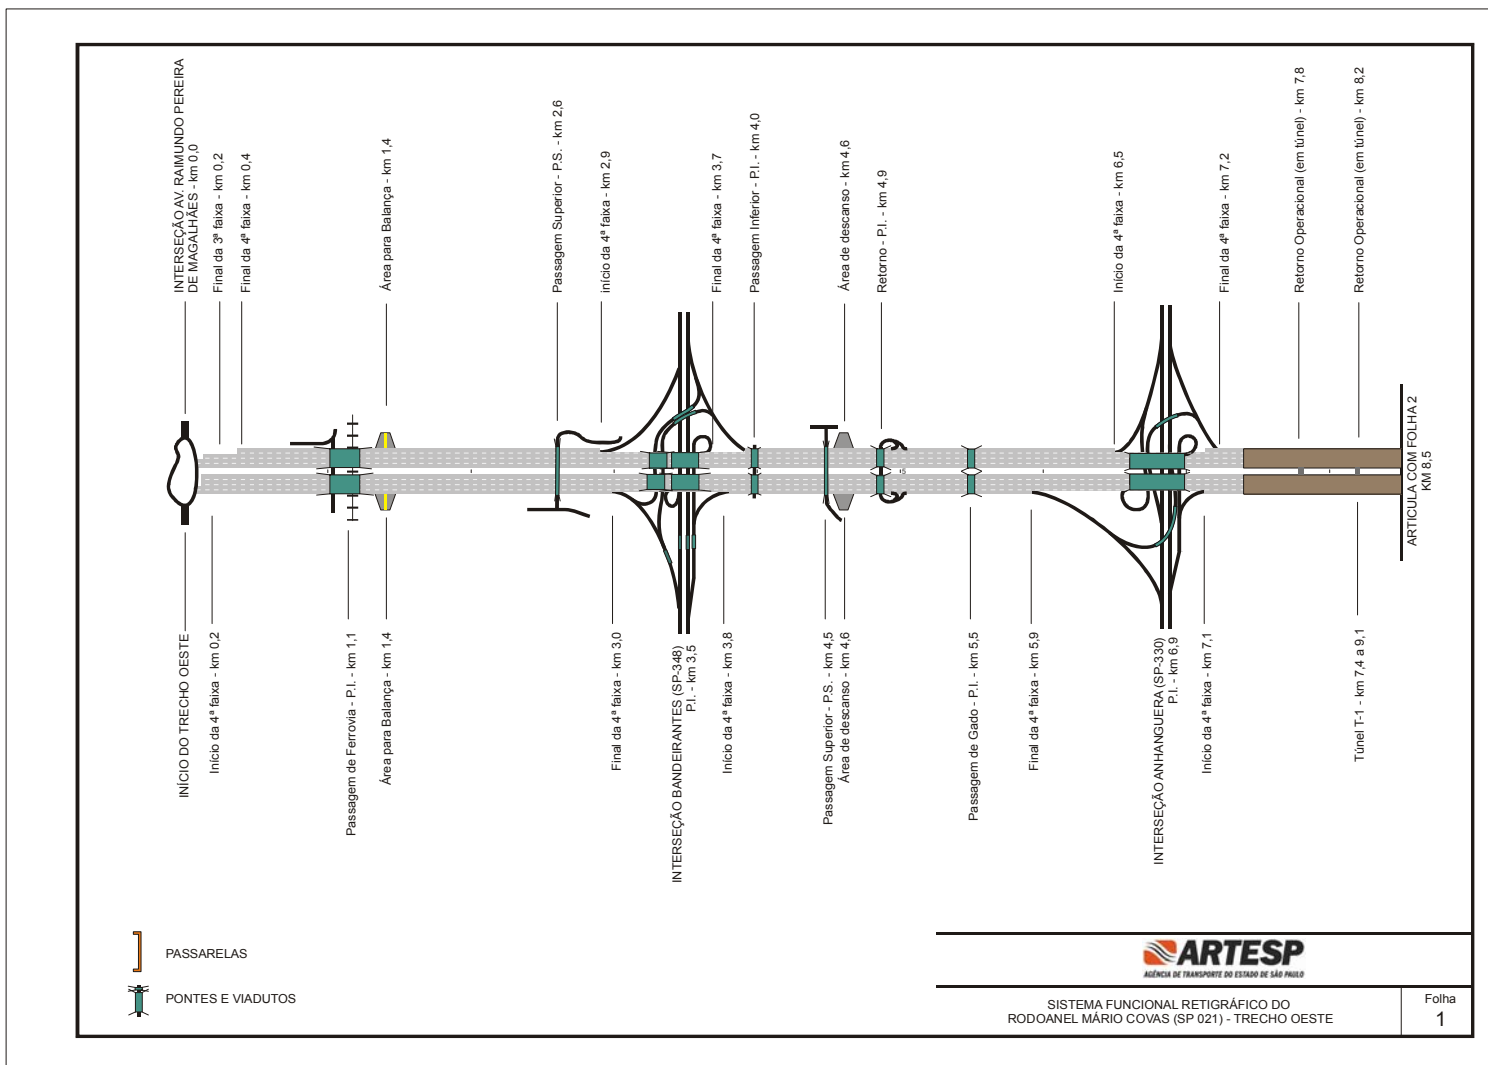 INTERSEÇÃO AV. RAIMUNDO PEREIRA
DE MAGALHÃES - km 0,0
Final da 3ª faixa - km 0,2
Final da 4ª faixa - km 0,4
Área para Balança - km 1,4
Passagem Superior - P.S. - km 2,6
início da 4ª faixa - km 2,9
Final da 4ª faixa - km 3,7
Passagem Inferior - P.I. - km 4,0
Área de descanso - km 4,6
Retorno - P.I. - km 4,9
Início da 4ª faixa - km 6,5
Final da 4ª faixa - km 7,2
Retorno Operacional (em túnel) - km 7,8
Retorno Operacional (em túnel) - km 8,2
5
ARTICULA COM FOLHA 2
KM 8,5
INÍCIO DO TRECHO OESTE
Início da 4ª faixa - km 0,2
Passagem de Ferrovia - P.I. - km 1,1
Área para Balança - km 1,4
Final da 4ª faixa - km 3,0
INTERSEÇÃO BANDEIRANTES (SP-348)
P.I. - km 3,5
Início da 4ª faixa - km 3,8
Passagem Superior - P.S. - km 4,5
Área de descanso - km 4,6
Passagem de Gado - P.I. - km 5,5
Final da 4ª faixa - km 5,9
INTERSEÇÃO ANHANGUERA (SP-330)
P.I. - km 6,9
Início da 4ª faixa - km 7,1
Túnel T-1 - km 7,4 a 9,1
PASSARELAS
PONTES E VIADUTOS
ARTESP
AGÊNCIA DE TRANSPORTE DO ESTADO DE SÃO PAULO
SISTEMA FUNCIONAL RETIGRÁFICO DO
RODOANEL MÁRIO COVAS (SP 021) - TRECHO OESTE
Folha
1